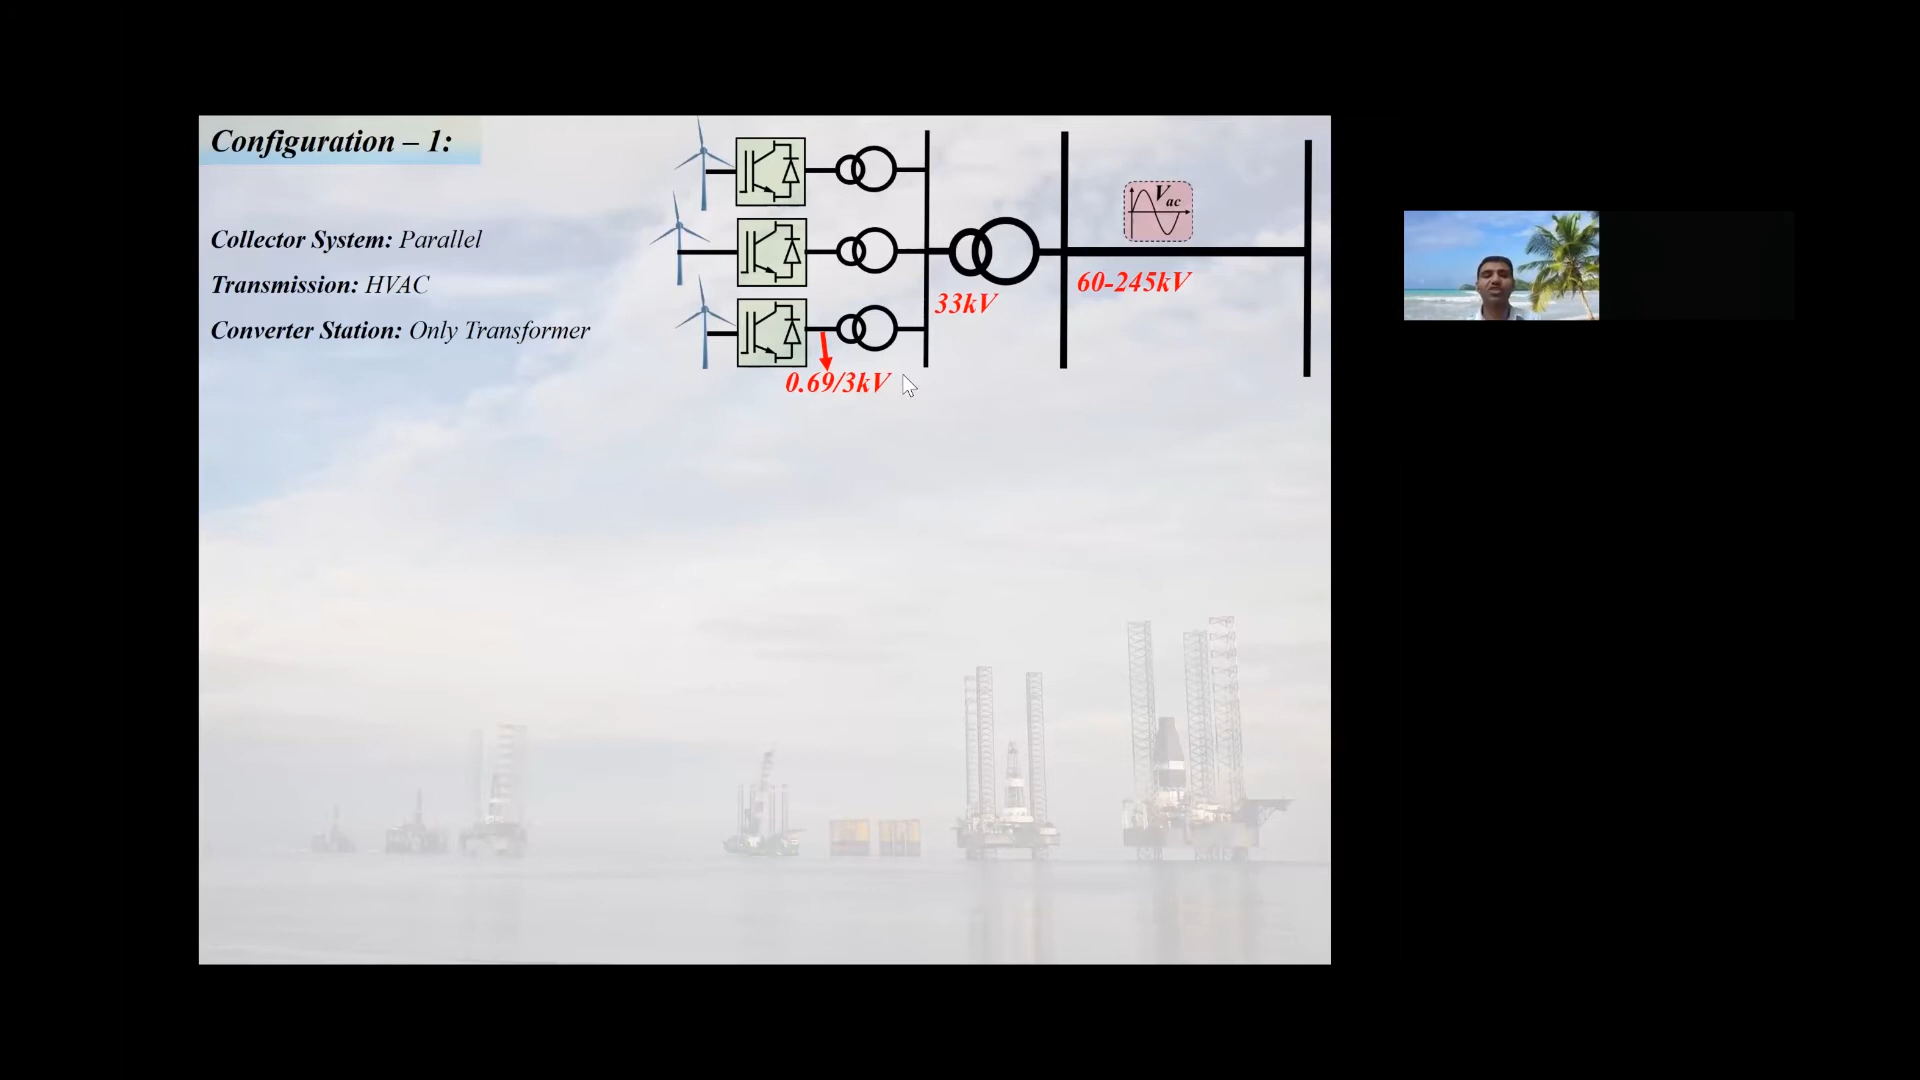 Configuration – 1:
Collector System: Parallel
Transmission: HVAC
Converter Station: Only Transformer
0.69/3kV
33kV
Vac
60-245kV